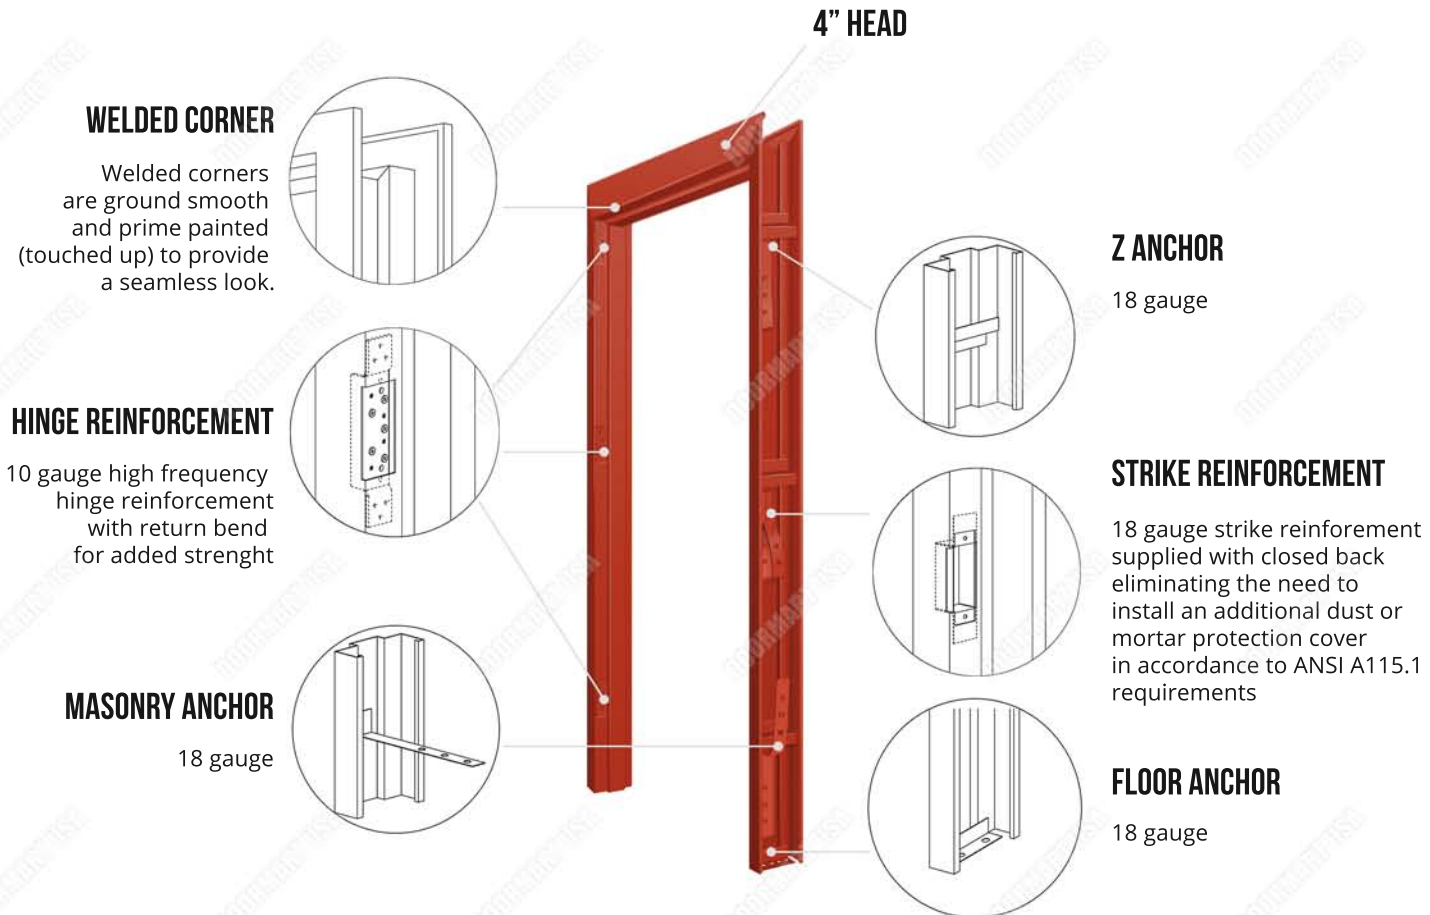 4” HEAD
WELDED CORNER
Welded corners
are ground smooth
and prime painted
(touched up) to provide
a seamless look.
HINGE REINFORCEMENT
10 gauge high frequency
hinge reinforcement
with return bend
for added strenght
MASONRY ANCHOR
18 gauge
Z ANCHOR
18 gauge
STRIKE REINFORCEMENT
18 gauge strike reinforement
supplied with closed back
eliminating the need to
install an additional dust or
mortar protection cover
in accordance to ANSI A115.1
requirements
FLOOR ANCHOR
18 gauge